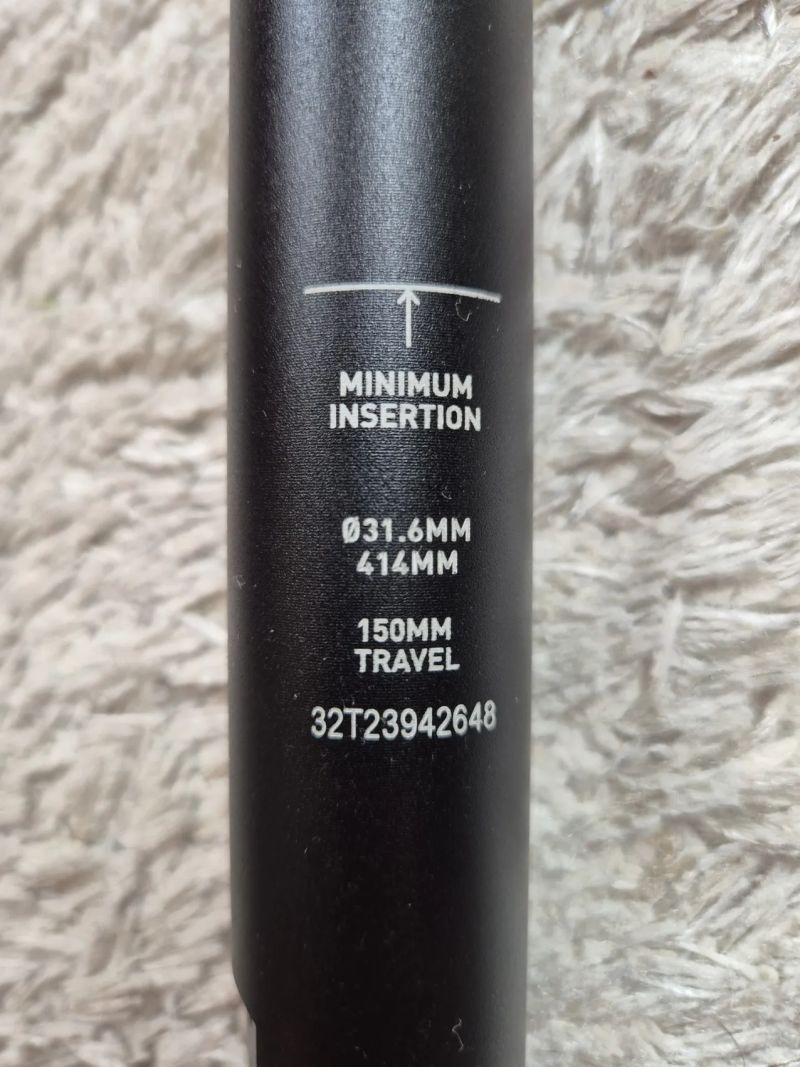 MINIMUM
INSERTION
Ø31.6MM
414MM
150MM
TRAVEL
32T23942648